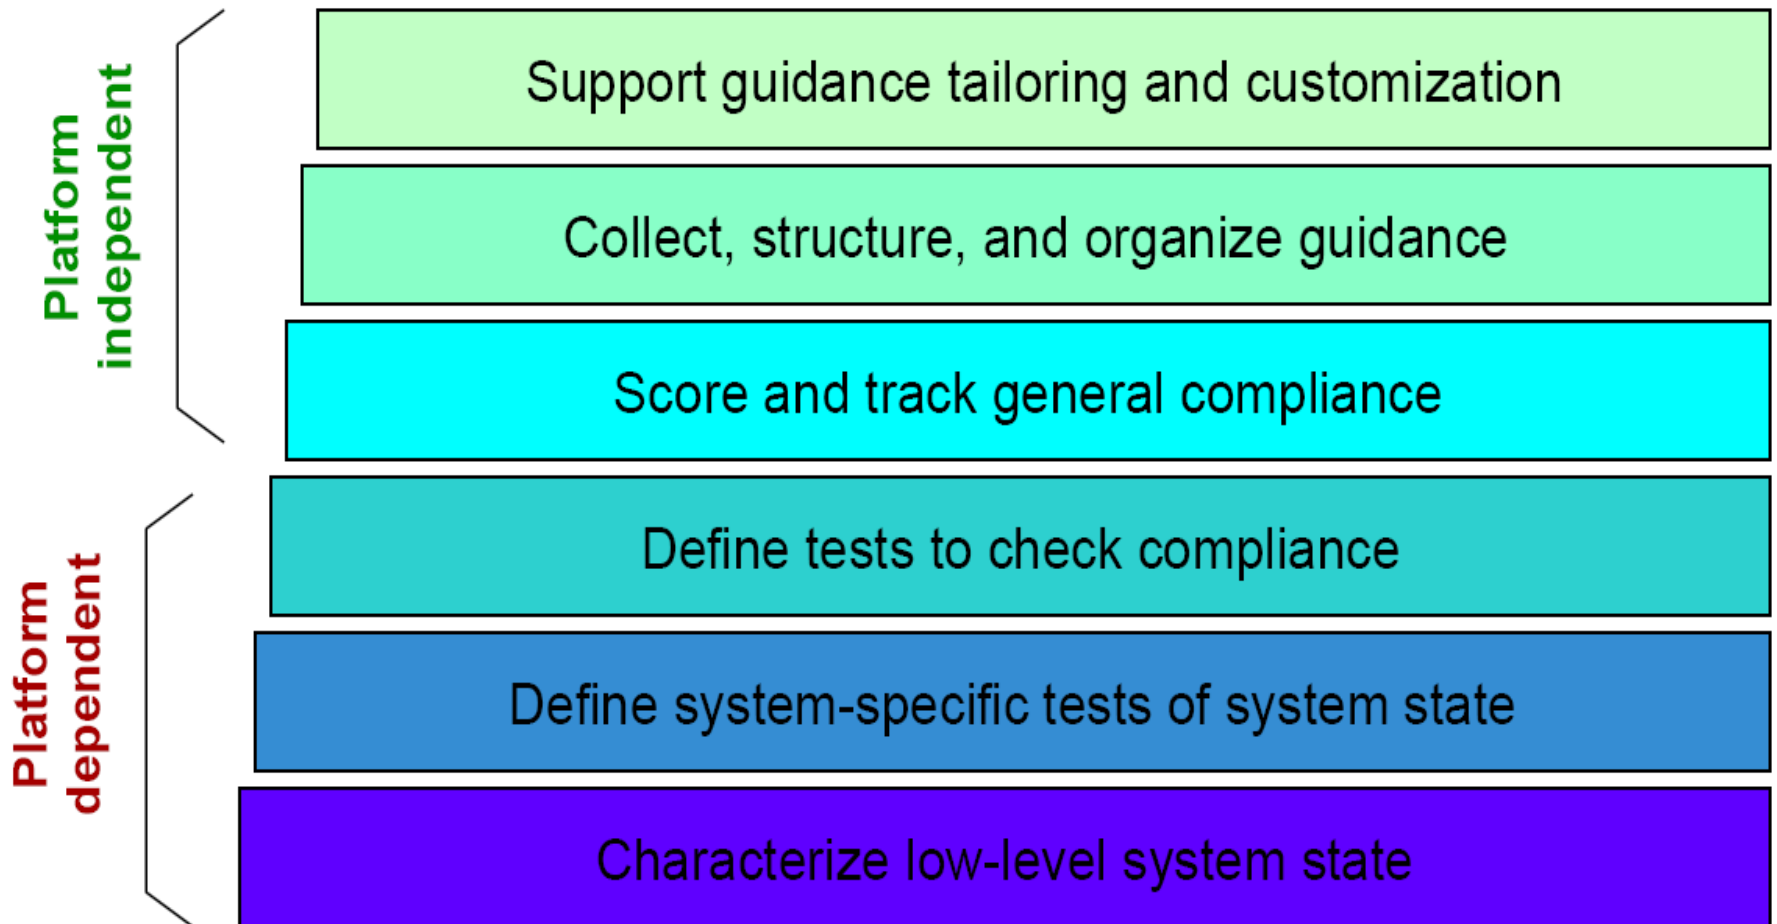 Platform
independent
Support guidance tailoring and customization
Collect, structure, and organize guidance
Score and track general compliance
Platform
dependent
Define tests to check compliance
Define system-specific tests of system state
Characterize low-level system state